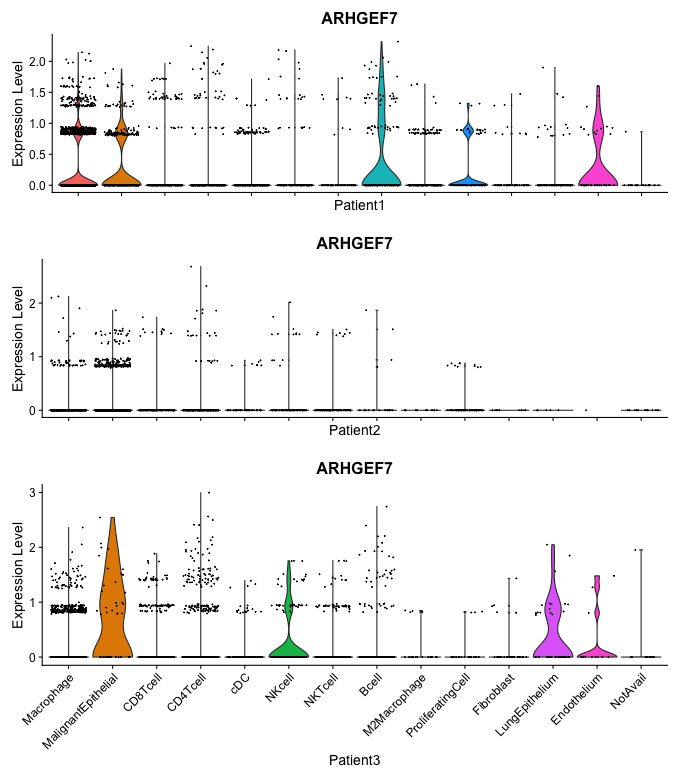 ARHGEF7
Expression Level
2.0
1.5
1.0
0.5
0.0
Patient1
ARHGEF7
Expression Level
2
1
0
Patient2
ARHGEF7
Expression Level
3
2
1
0
Macrophage
MalignantEpithelial
CD8Tcell
CD4Tcell
cDC
NKcell
NKTcell
Bcell
M2Macrophage
ProliferatingCell
Fibroblast
LungEpithelium
Endothelium
NotAvail
Patient3